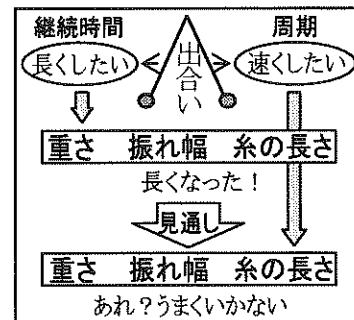 継続時間 周期
長くしたい 出合い 速くしたい
重さ 振れ幅 糸の長さ
長くなった！
見通し
重さ 振れ幅 糸の長さ
あれ？うまくいかない